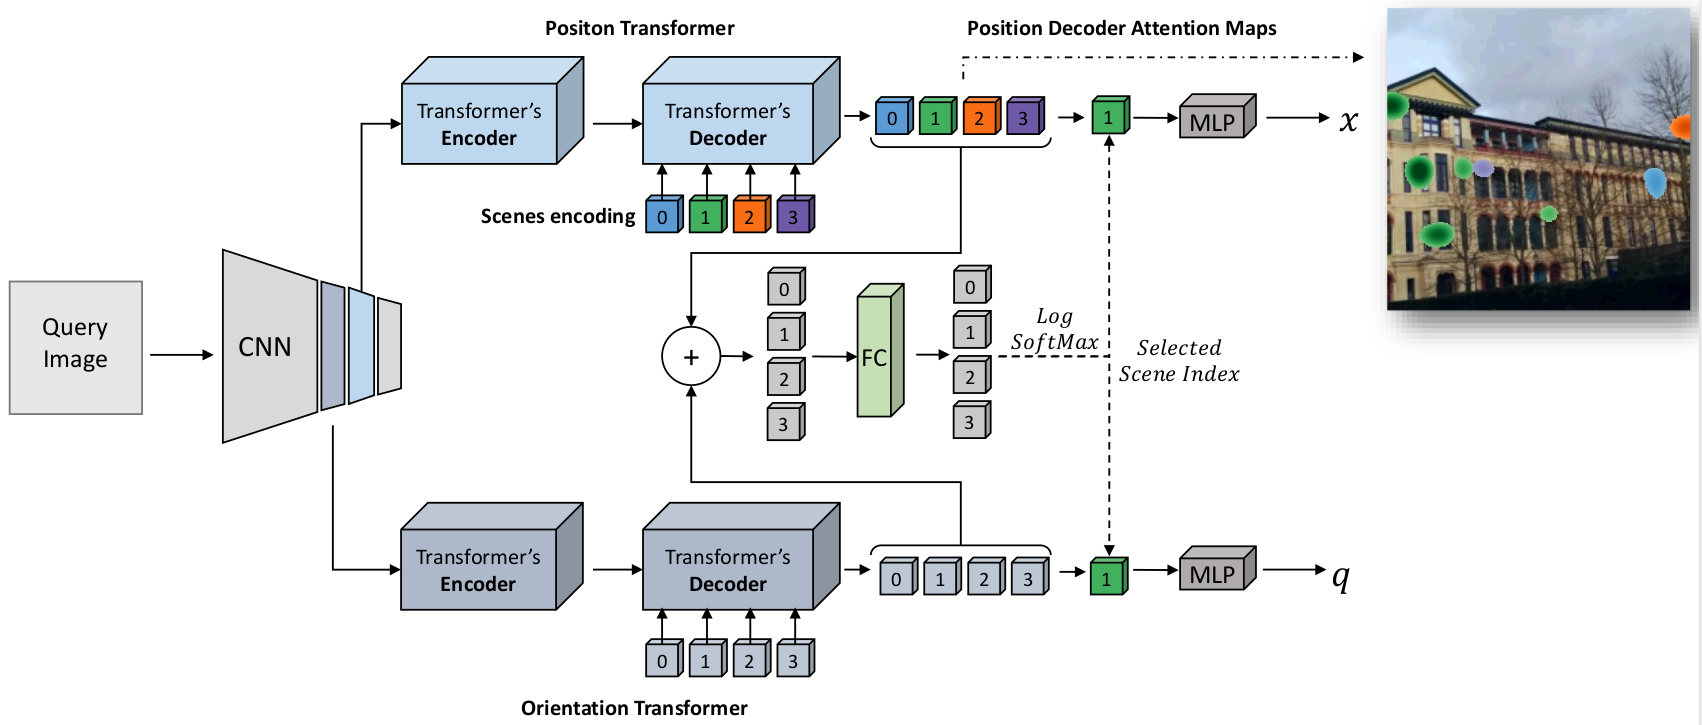 Positon Transformer
Position Decoder Attention Maps
Transformer's
Encoder
Transformer's
Decoder
0 1 2 3
1
MLP
x
Scenes encoding
0 1 2 3
Query
Image
CNN
+
0
1
2
3
FC
0
1
2
3
Log
SoftMax
Selected
Scene Index
Transformer's
Encoder
Transformer's
Decoder
0 1 2 3
1
MLP
q
0 1 2 3
Orientation Transformer